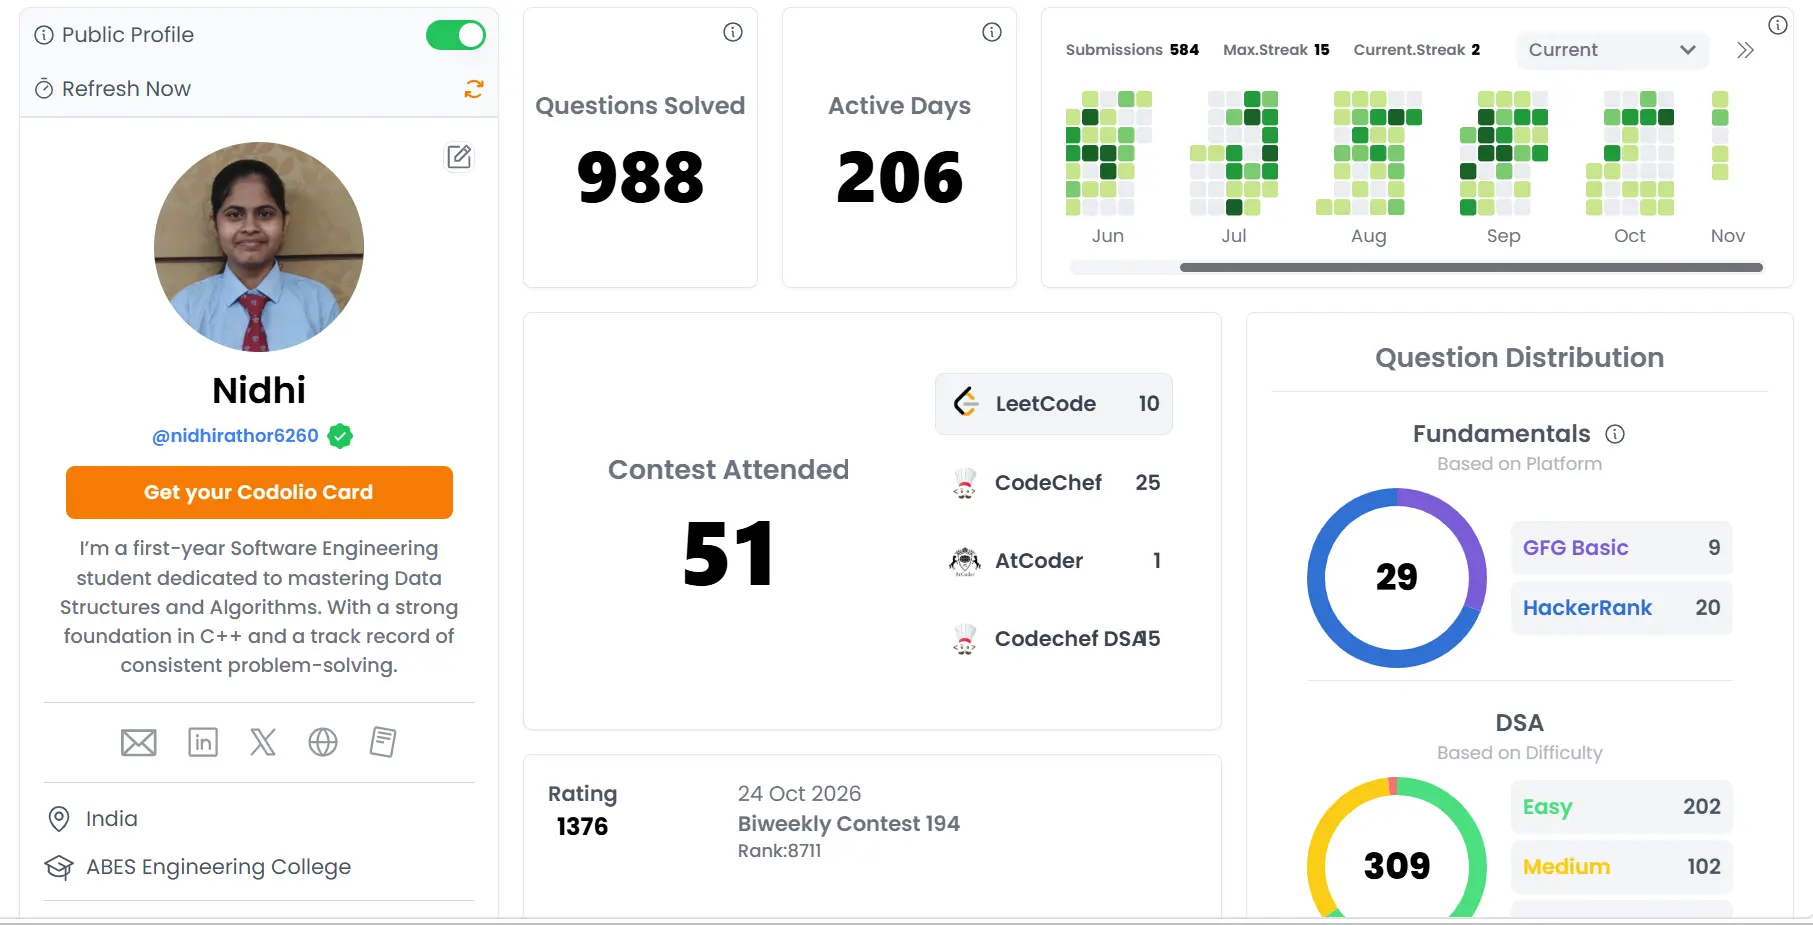 Public Profile
Refresh Now
Nidhi
@nidhirathor6260
Get your Codolio Card
I'm a first-year Software Engineering
student dedicated to mastering Data
Structures and Algorithms. With a strong
foundation in C++ and a track record of
consistent problem-solving.
India
ABES Engineering College
Questions Solved
988
Active Days
206
Submissions 584 Max.Streak 15 Current.Streak 2 Current
Jun Jul Aug Sep Oct Nov
Contest Attended
51
LeetCode 10
CodeChef 25
AtCoder 1
Codechef DSA 15
Rating
1376
24 Oct 2026
Biweekly Contest 194
Rank:8711
Question Distribution
Fundamentals
Based on Platform
29
GFG Basic 9
HackerRank 20
DSA
Based on Difficulty
309
Easy 202
Medium 102